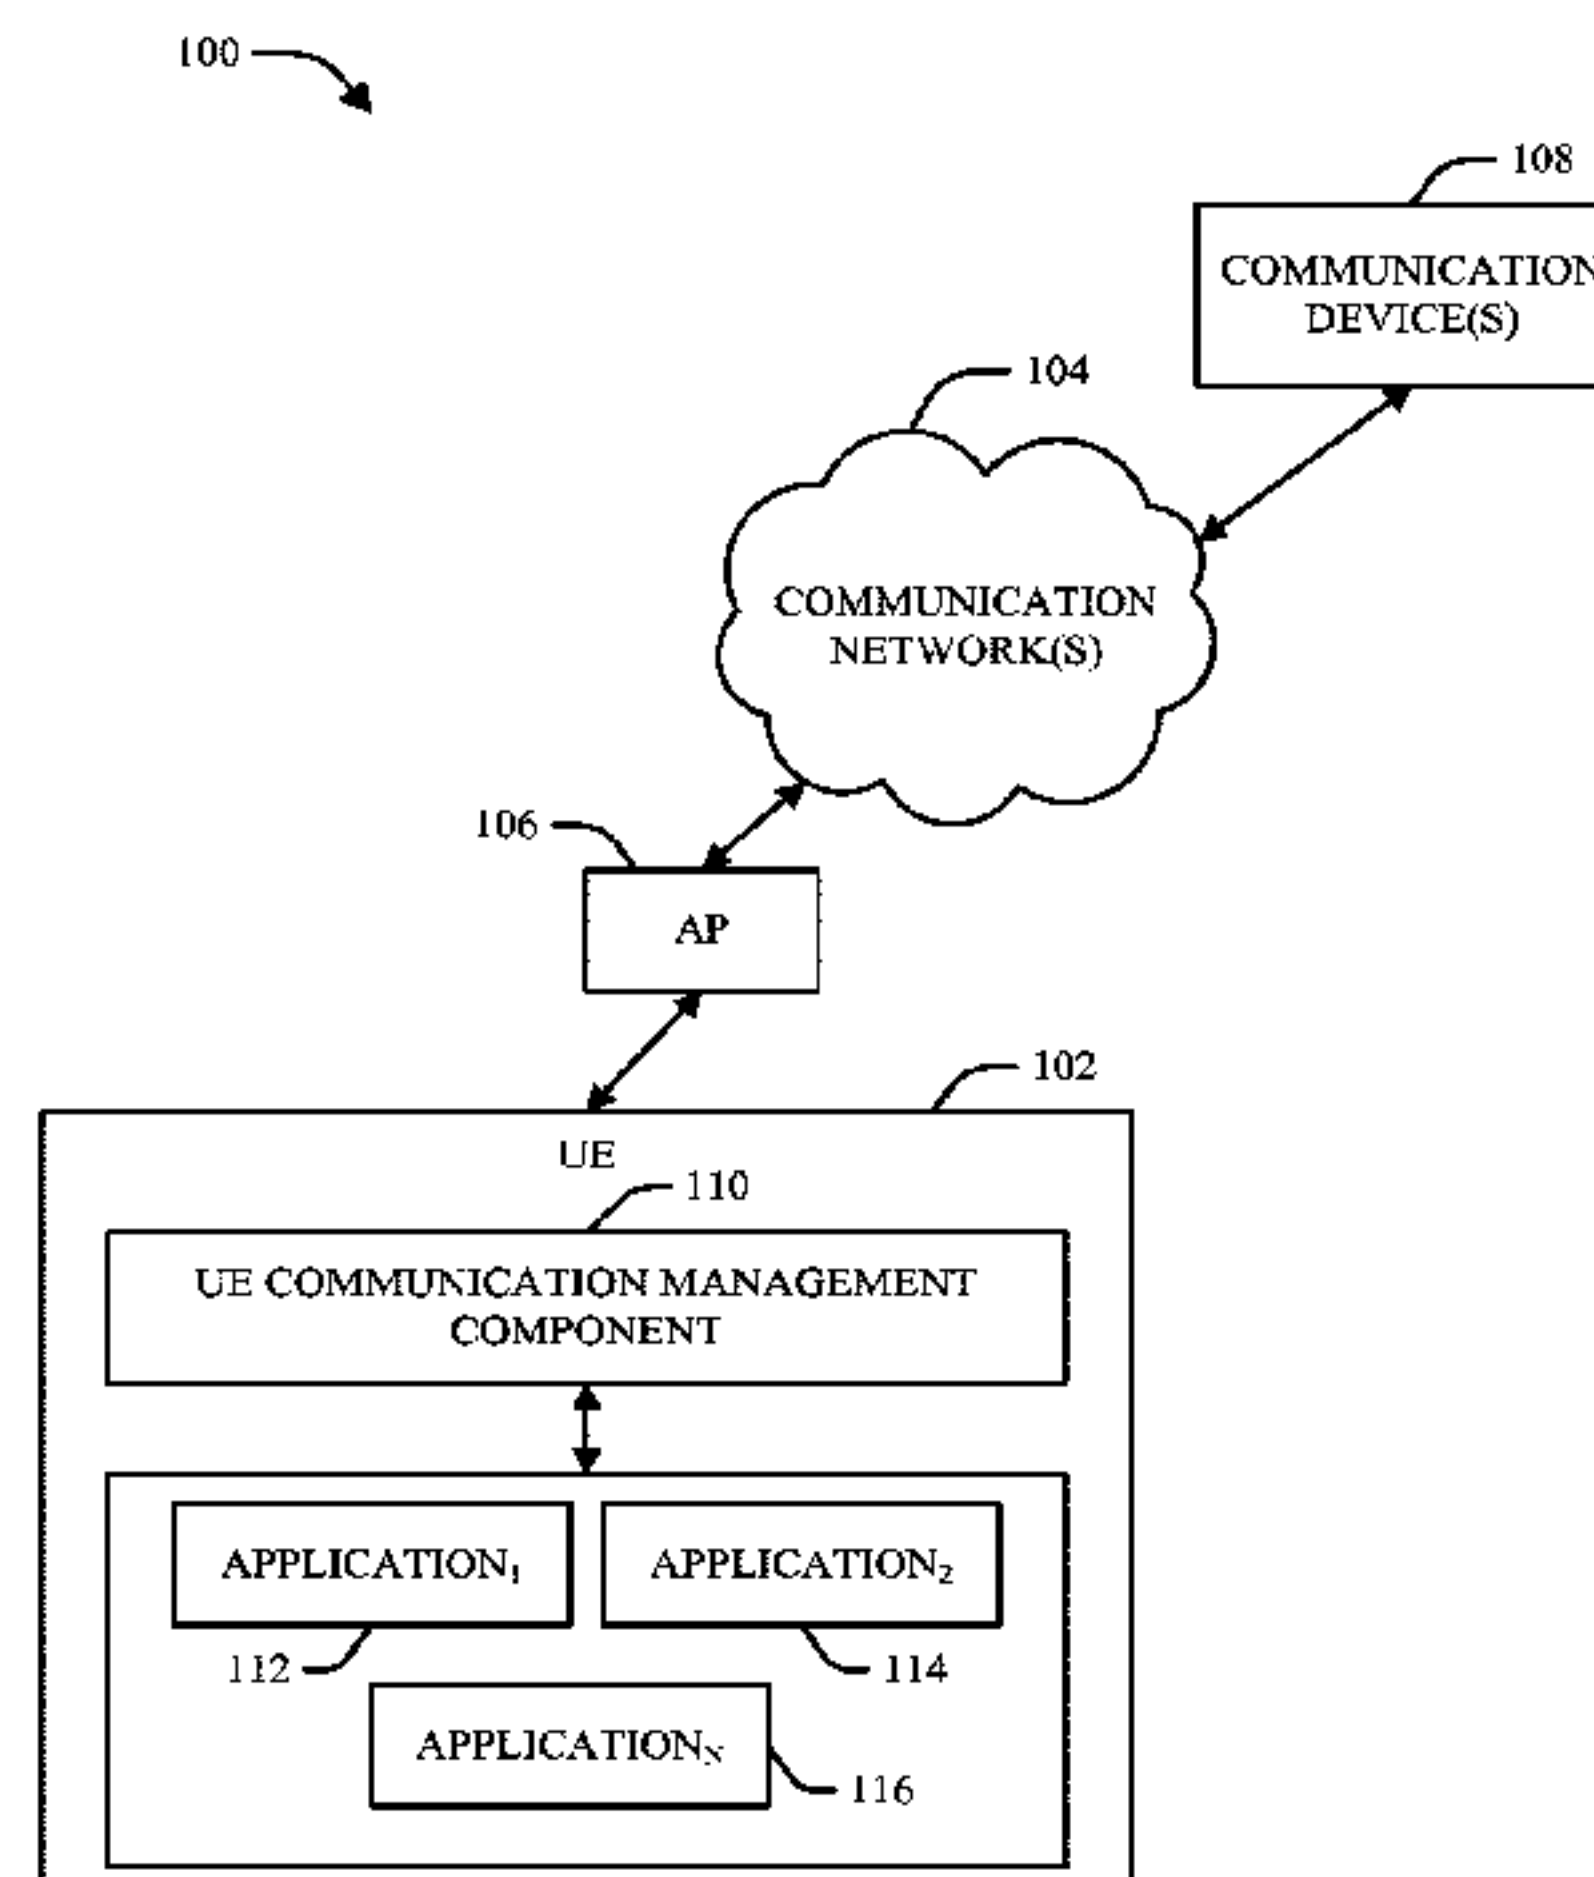 100
108
COMMUNICATION
DEVICE(S)
104
COMMUNICATION
NETWORK(S)
106
AP
102
UE
110
UE COMMUNICATION MANAGEMENT
COMPONENT
APPLICATION₁ APPLICATION₂
112 114
APPLICATIONN
116